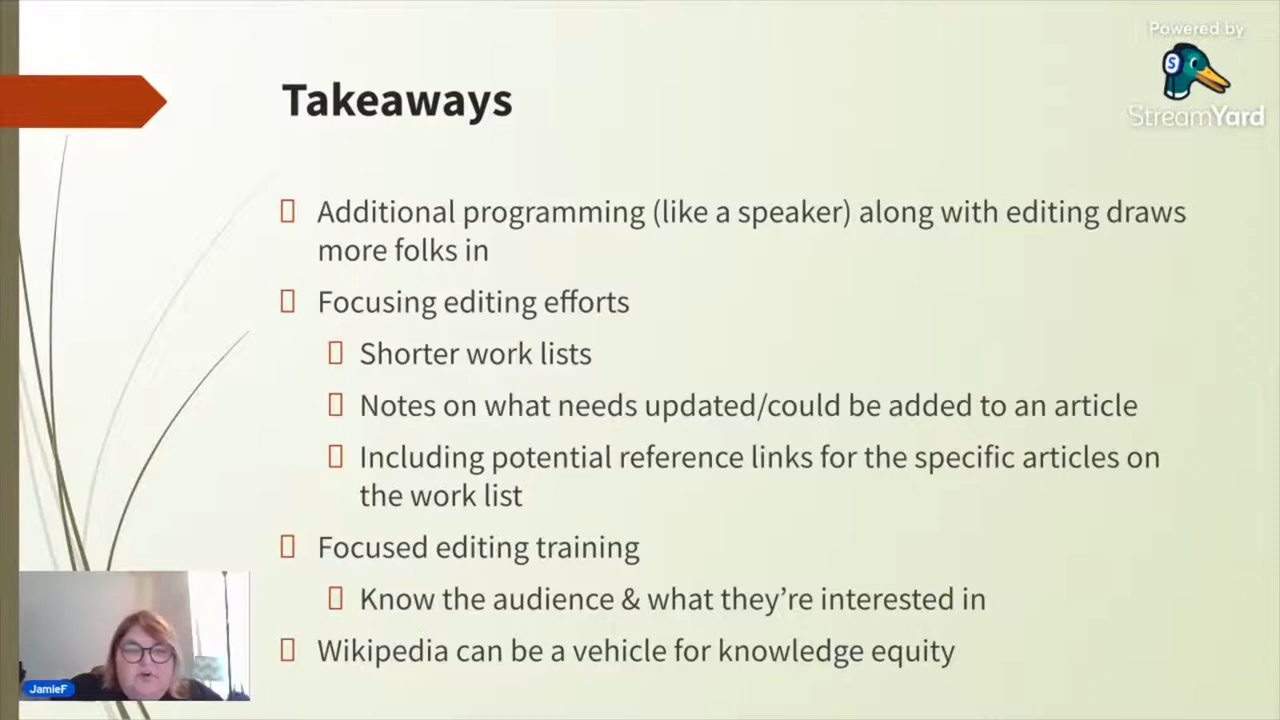 Powered by
S
StreamYard
Takeaways
Additional programming (like a speaker) along with editing draws
more folks in
Focusing editing efforts
Shorter work lists
Notes on what needs updated/could be added to an article
Including potential reference links for the specific articles on
the work list
Focused editing training
Know the audience & what they’re interested in
Wikipedia can be a vehicle for knowledge equity
JamieF